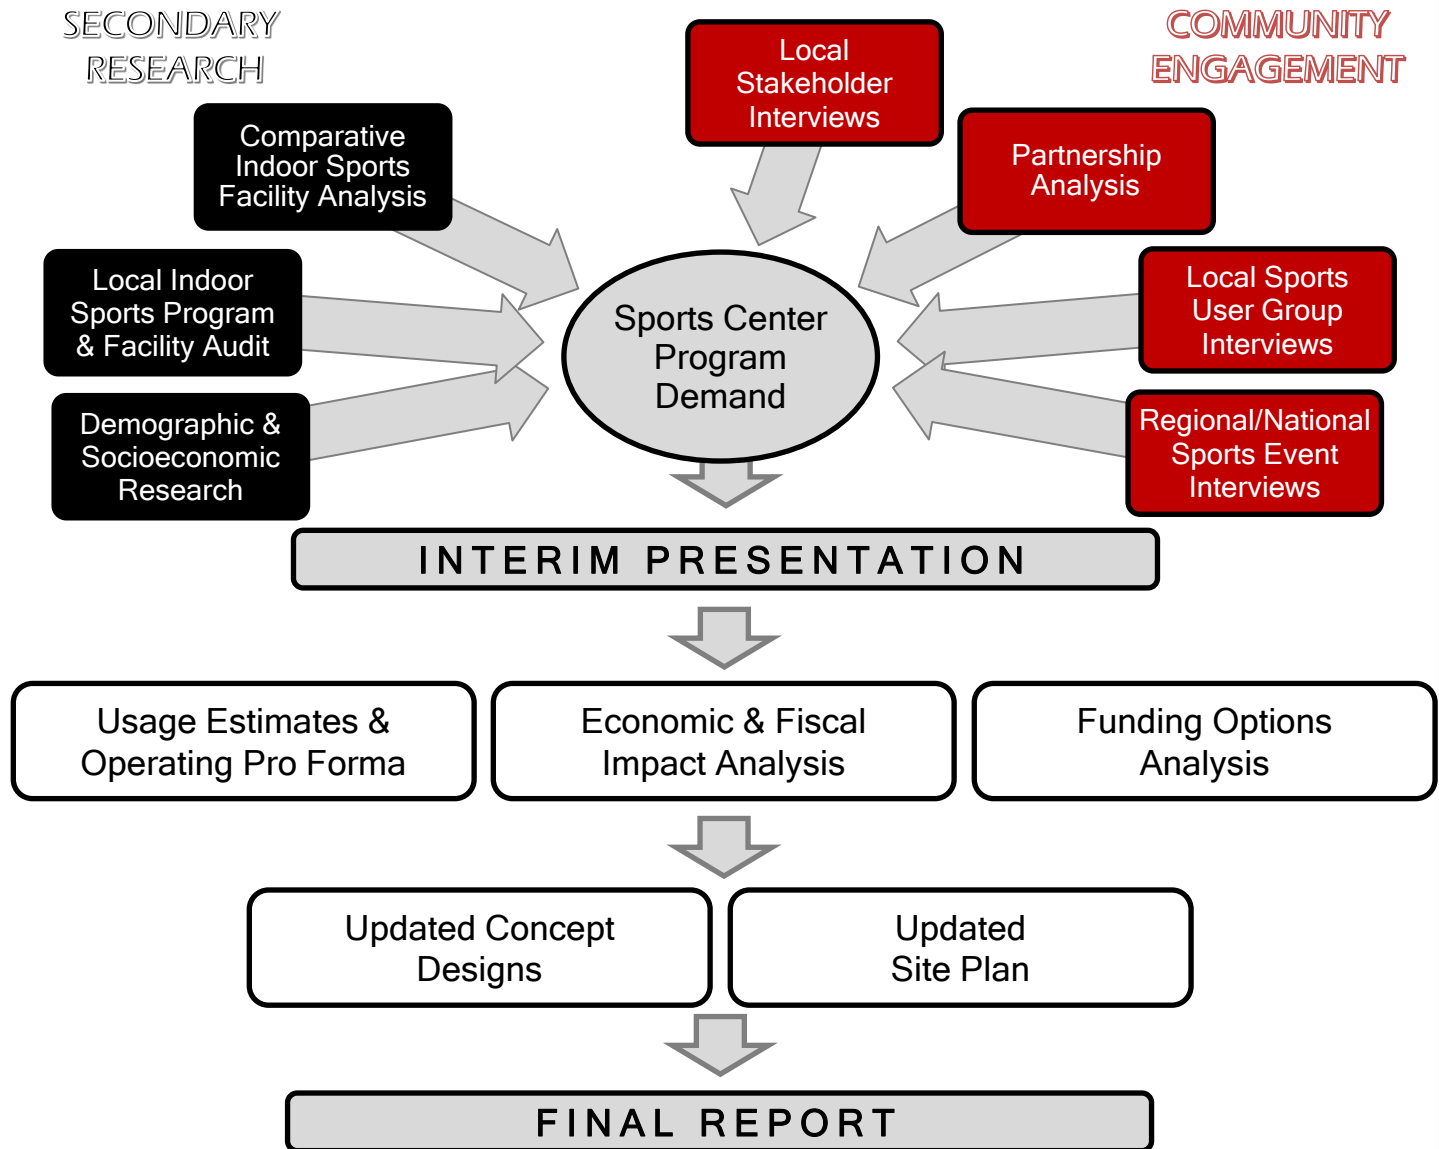 SECONDARY
RESEARCH
COMMUNITY
ENGAGEMENT
Local
Stakeholder
Interviews
Comparative
Indoor Sports
Facility Analysis
Partnership
Analysis
Local Indoor
Sports Program
& Facility Audit
Local Sports
User Group
Interviews
Sports Center
Program
Demand
Demographic &
Socioeconomic
Research
Regional/National
Sports Event
Interviews
INTERIM PRESENTATION
Usage Estimates &
Operating Pro Forma
Economic & Fiscal
Impact Analysis
Funding Options
Analysis
Updated Concept
Designs
Updated
Site Plan
FINAL REPORT